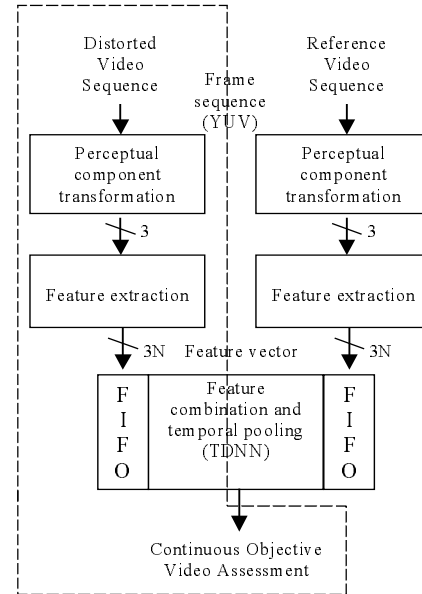 Distorted
Video
Sequence
Reference
Video
Sequence
Frame
sequence
(YUV)
Perceptual
component
transformation
Perceptual
component
transformation
3
3
Feature extraction
Feature extraction
3N
Feature vector
3N
F
I
F
O
Feature
combination and
temporal pooling
(TDNN)
F
I
F
O
Continuous Objective
Video Assessment